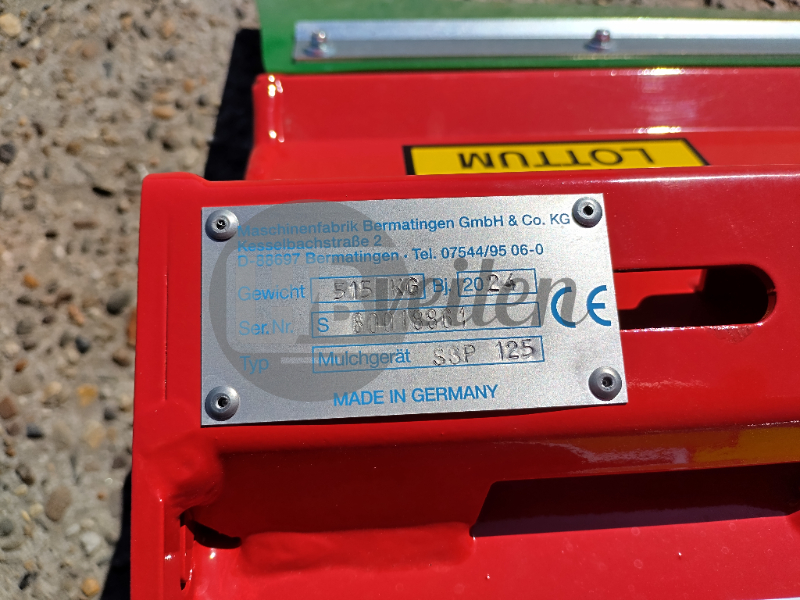 LOTTUM
Maschinenfabrik Bermatingen GmbH & Co. KG
Kesselbachstraße 2
D-88697 Bermatingen · Tel. 07544/95 06-0
Gewicht 515 KG Bj. 2024
Ser.Nr. S
Typ Mulchgerät SSP 125
CE
MADE IN GERMANY